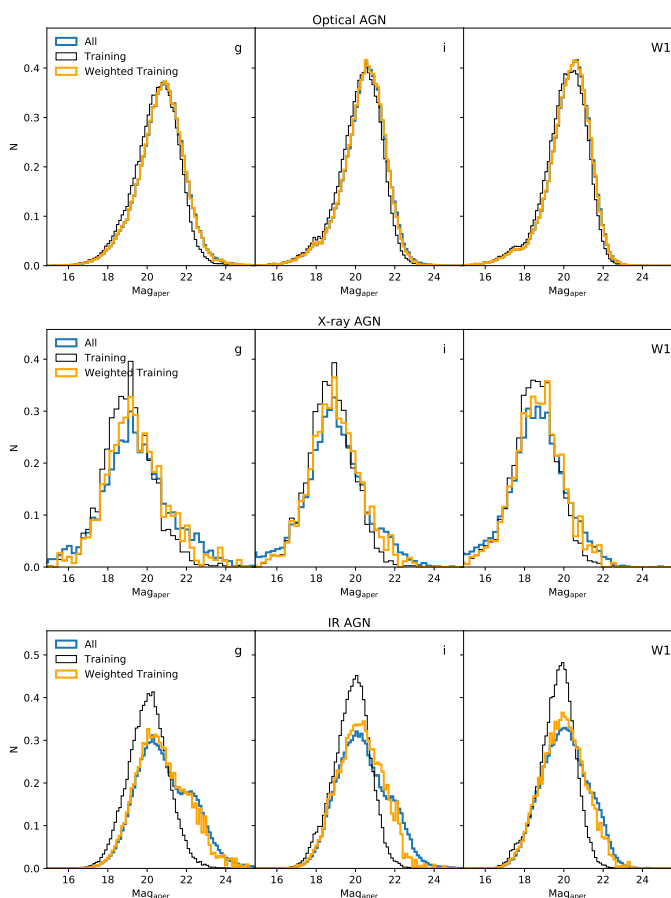 Optical AGN
All
Training
Weighted Training
g
i
W1
N
0.4
0.3
0.2
0.1
0.0
16 18 20 22 24 16 18 20 22 24 16 18 20 22 24
Mag_aper Mag_aper Mag_aper
X-ray AGN
All
Training
Weighted Training
g
i
W1
N
0.4
0.3
0.2
0.1
0.0
16 18 20 22 24 16 18 20 22 24 16 18 20 22 24
Mag_aper Mag_aper Mag_aper
IR AGN
All
Training
Weighted Training
g
i
W1
N
0.5
0.4
0.3
0.2
0.1
0.0
16 18 20 22 24 16 18 20 22 24 16 18 20 22 24
Mag_aper Mag_aper Mag_aper